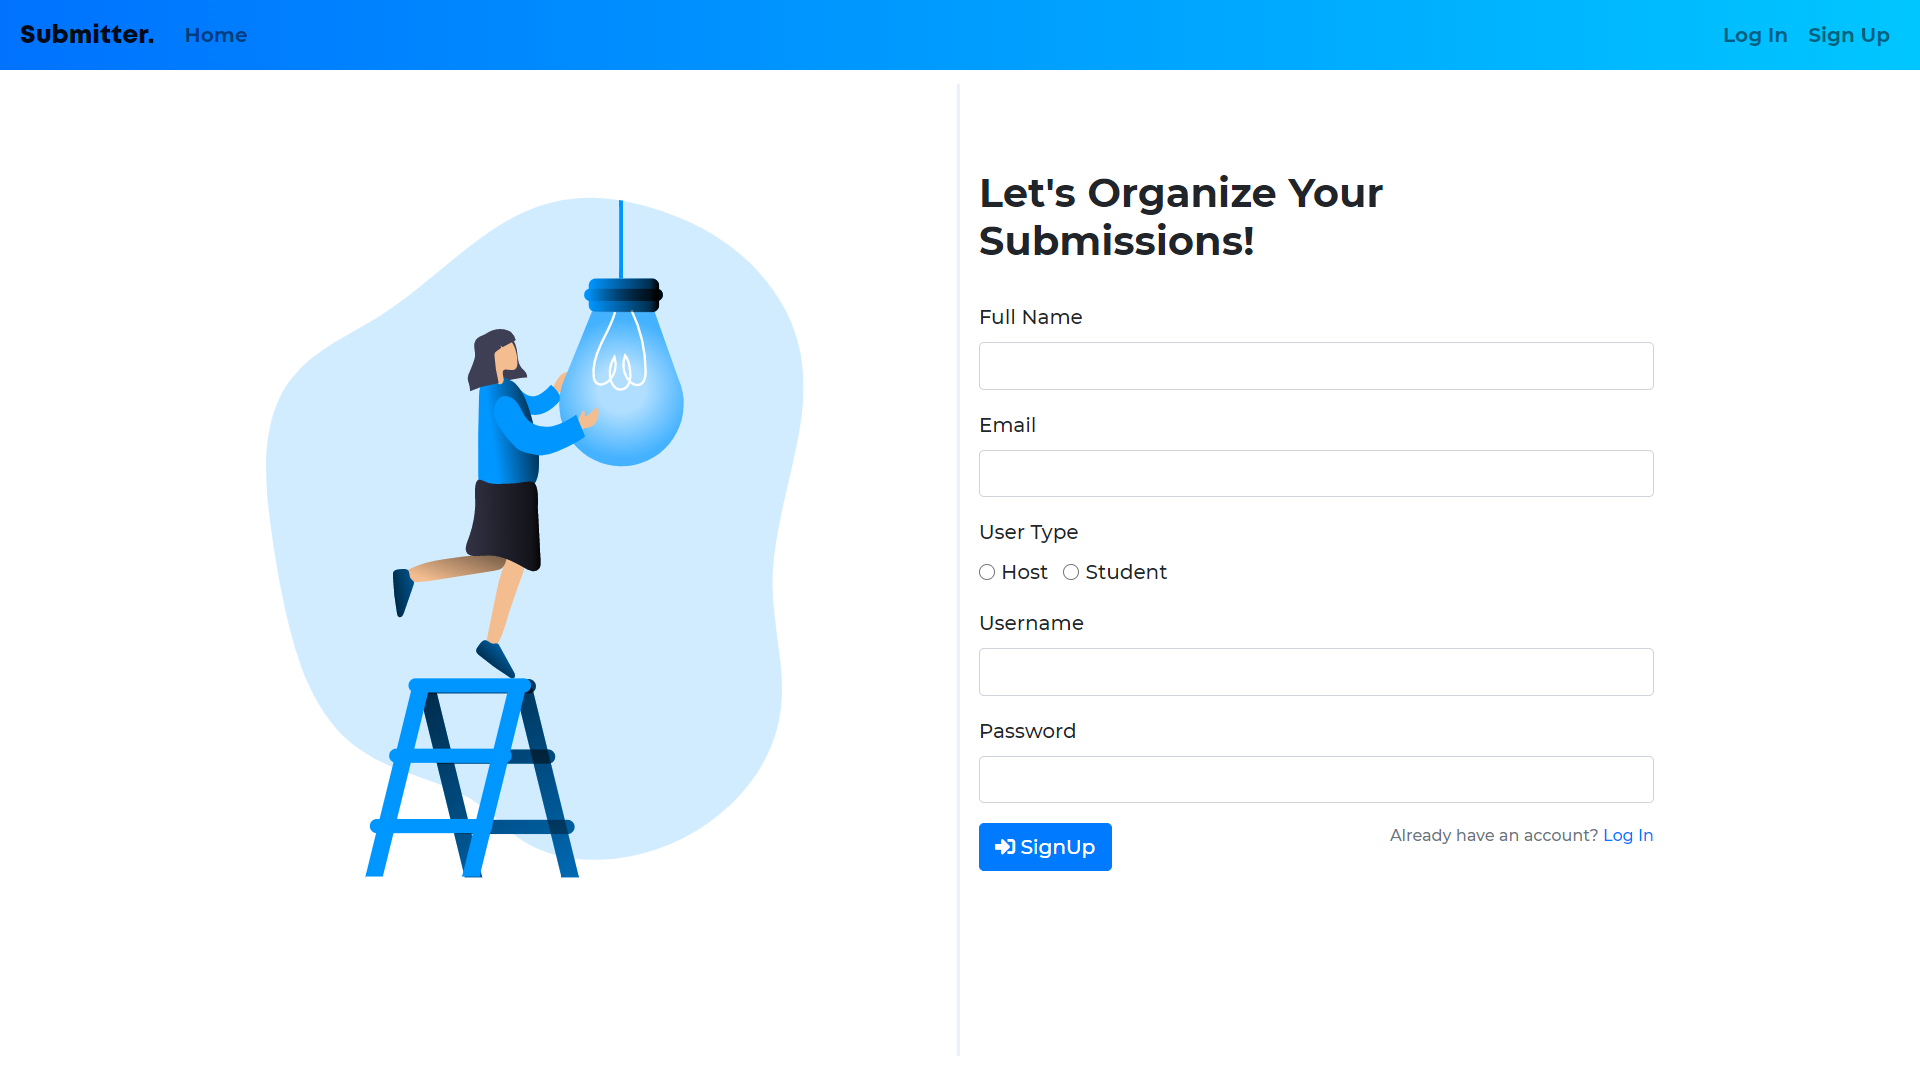 Submitter. Home Log In Sign Up
Let's Organize Your
Submissions!
Full Name
Email
User Type
Host Student
Username
Password
SignUp Already have an account? Log In